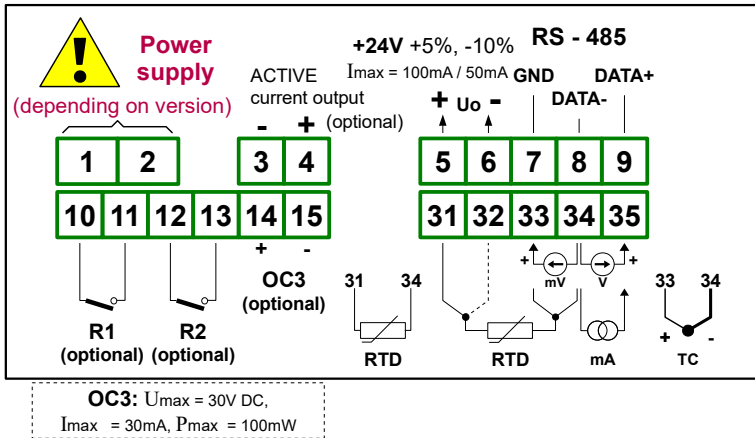 !
Power
supply
(depending on version)
ACTIVE
current output
(optional)
- +
+24V +5%, -10%
Imax = 100mA / 50mA
+ Uo -
RS - 485
GND DATA+
DATA-
1 2 3 4 5 6 7 8 9
10 11 12 13 14 15 31 32 33 34 35
+ -
OC3
(optional)
R1
(optional)
R2
(optional)
31 34
RTD
RTD
+ mV V +
mA
33 34
+ -
TC
OC3: Umax = 30V DC,
Imax = 30mA, Pmax = 100mW